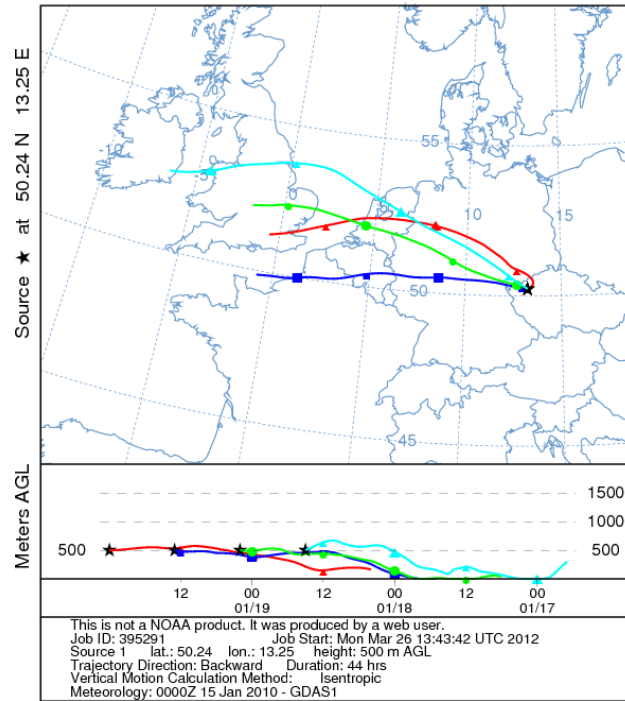 Source ★ at 50.24 N 13.25 E
-10
-5
5
10
15
55
50
45
Meters AGL
1500
1000
500
500
12 00 12 00 12 00
01/19 01/18 01/17
This is not a NOAA product. It was produced by a web user.
Job ID: 395291 Job Start: Mon Mar 26 13:43:42 UTC 2012
Source 1 lat.: 50.24 lon.: 13.25 height: 500 m AGL
Trajectory Direction: Backward Duration: 44 hrs
Vertical Motion Calculation Method: Isentropic
Meteorology: 0000Z 15 Jan 2010 - GDAS1